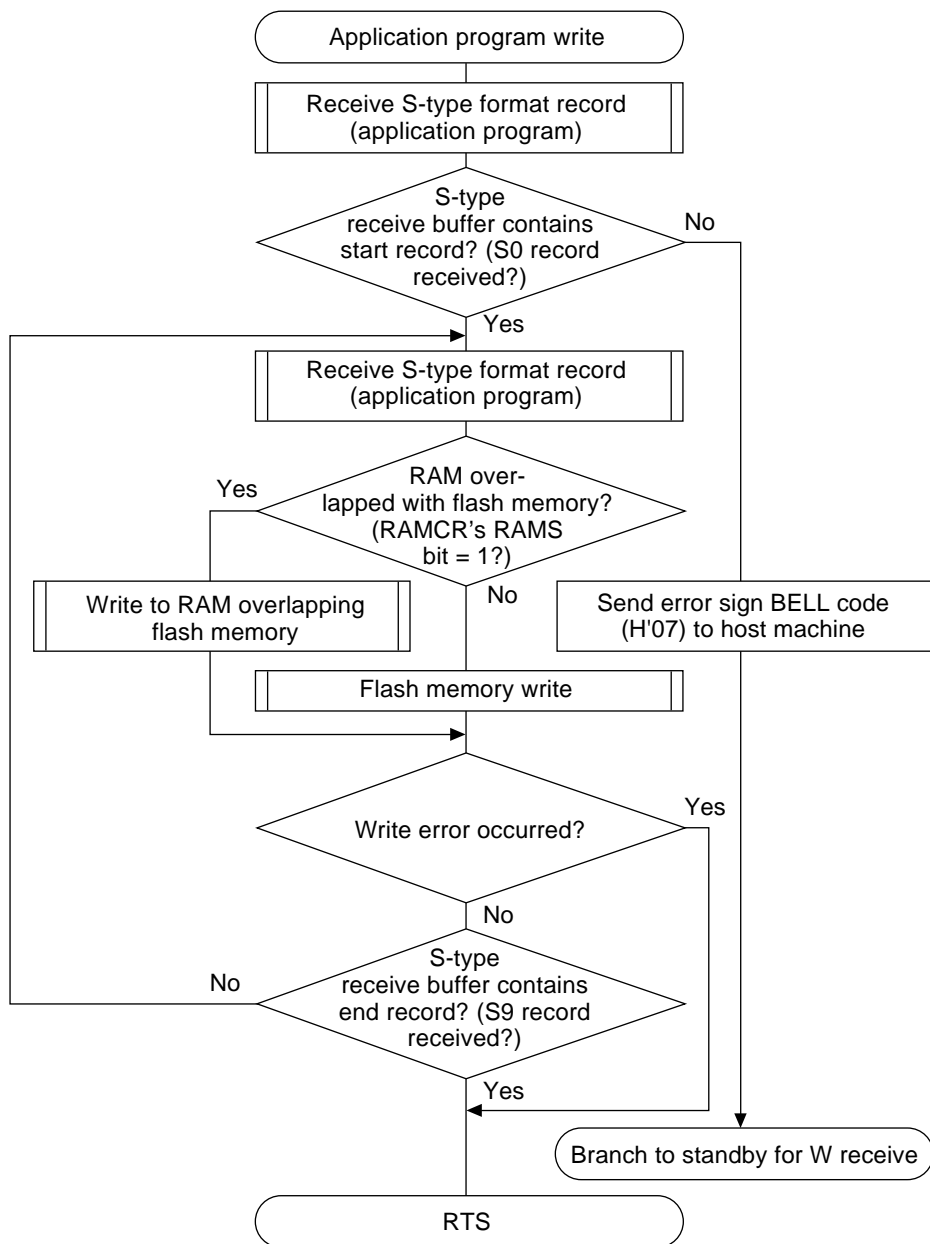 Application program write
Receive S-type format record
(application program)
S-type
receive buffer contains
start record? (S0 record
received?)
No
Yes
Receive S-type format record
(application program)
RAM over-
lapped with flash memory?
(RAMCR's RAMS
bit = 1?)
Yes
No
Write to RAM overlapping
flash memory
Send error sign BELL code
(H'07) to host machine
Flash memory write
Write error occurred?
Yes
No
S-type
receive buffer contains
end record? (S9 record
received?)
No
Yes
Branch to standby for W receive
RTS